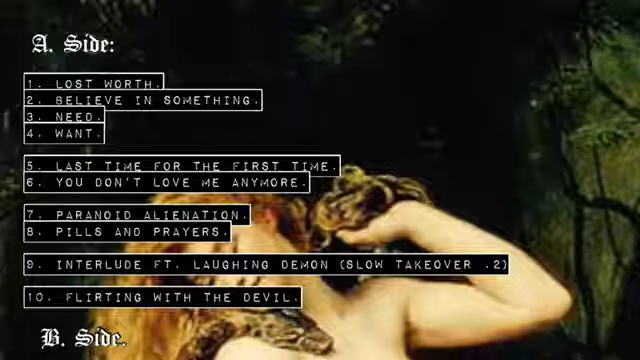 A. Side:
1. LOST WORTH.
2. BELIEVE IN SOMETHING.
3. NEED.
4. WANT.
5. LAST TIME FOR THE FIRST TIME.
6. YOU DON'T LOVE ME ANYMORE.
7. PARANOID ALIENATION.
8. PILLS AND PRAYERS.
9. INTERLUDE FT. LAUGHING DEMON (SLOW TAKEOVER .2)
10. FLIRTING WITH THE DEVIL.
B. Side.